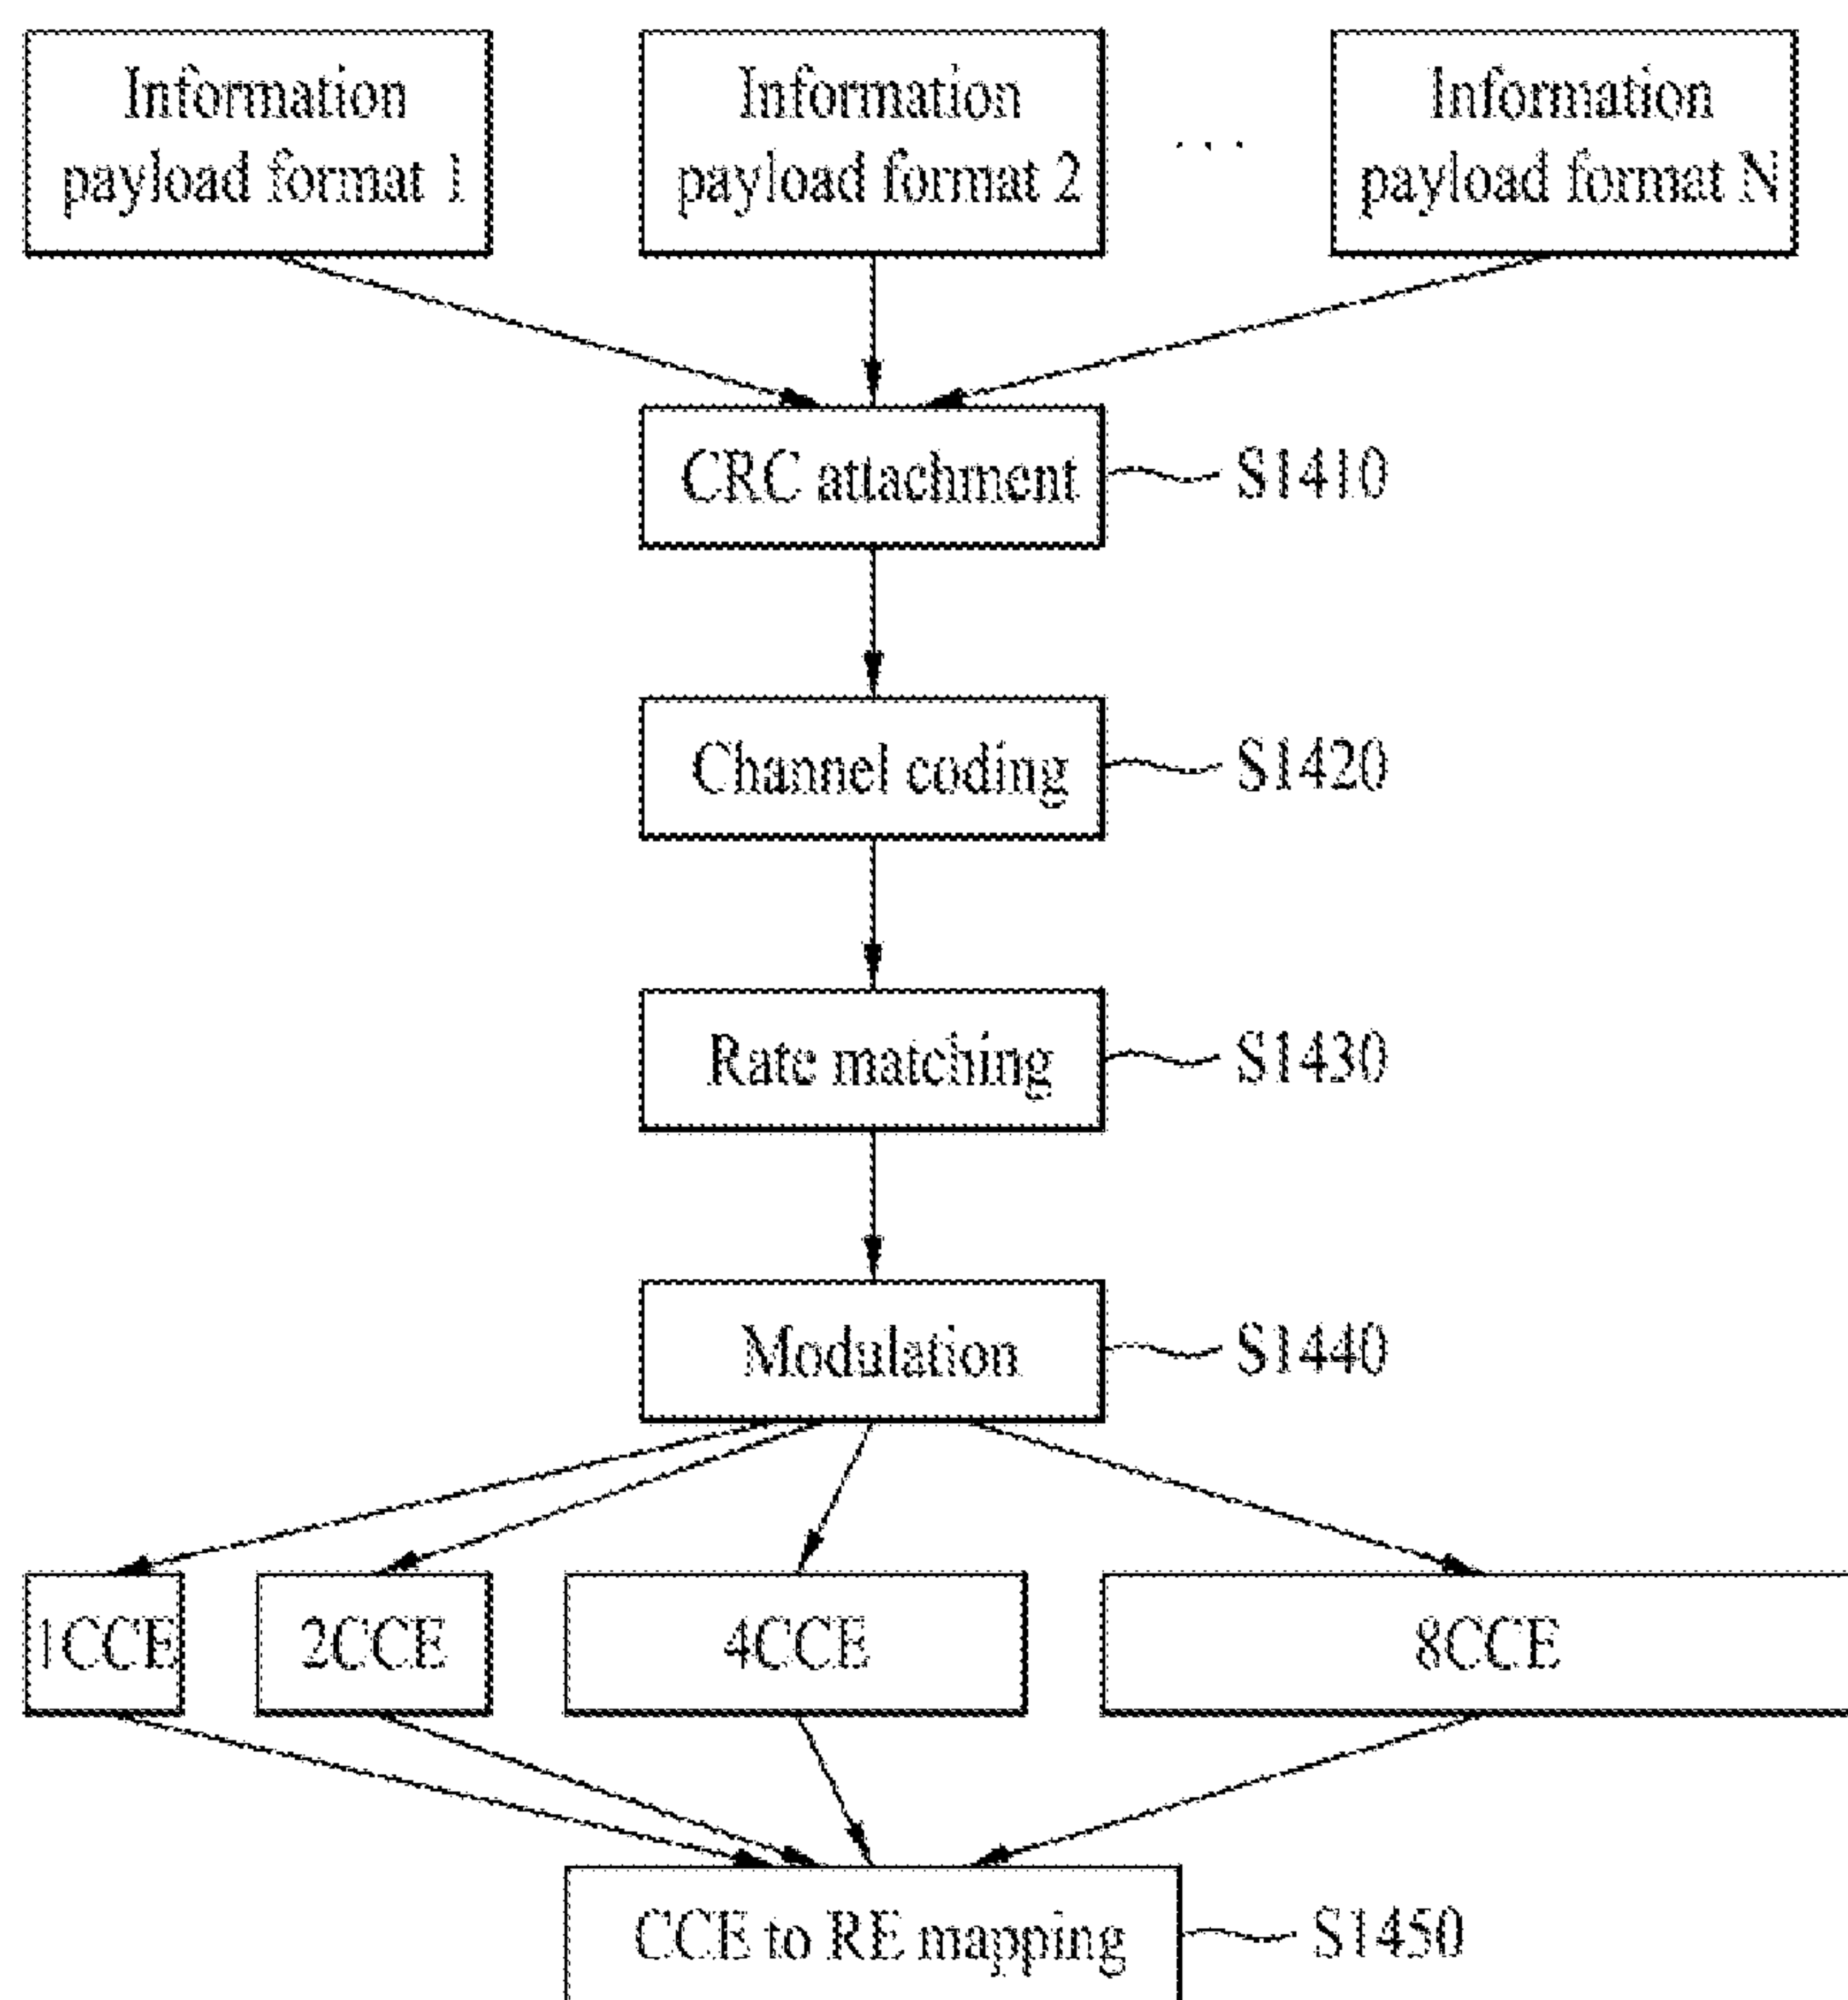 Information
payload format 1
Information
payload format 2
. . .
Information
payload format N
CRC attachment
S1410
Channel coding
S1420
Rate matching
S1430
Modulation
S1440
1CCE
2CCE
4CCE
8CCE
CCE to RE mapping
S1450